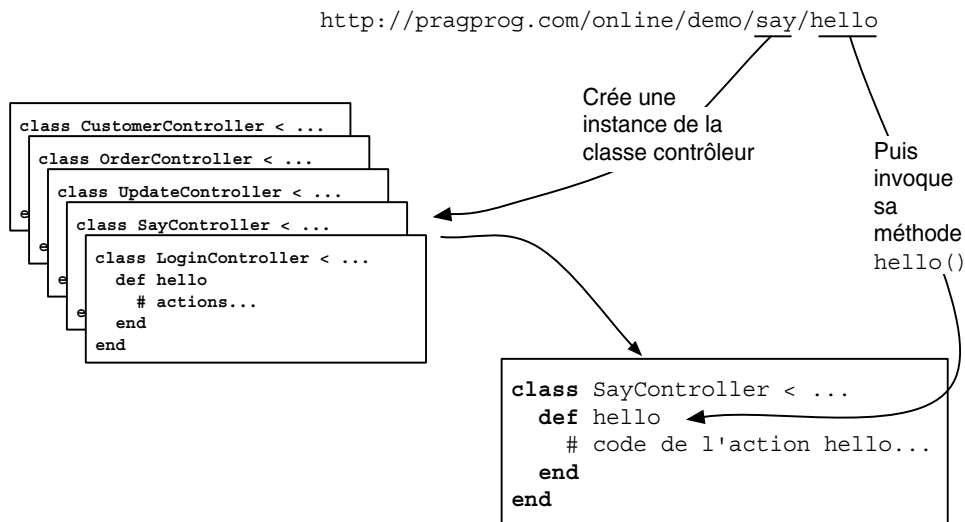 http://pragprog.com/online/demo/say/hello
Crée une
instance de la
classe contrôleur
Puis
invoque
sa
méthode
hello()
class CustomerController < ...
e
class OrderController < ...
e
class UpdateController < ...
e
class SayController < ...
e
class LoginController < ...
def hello
# actions...
end
end
class SayController < ...
def hello
# code de l'action hello...
end
end